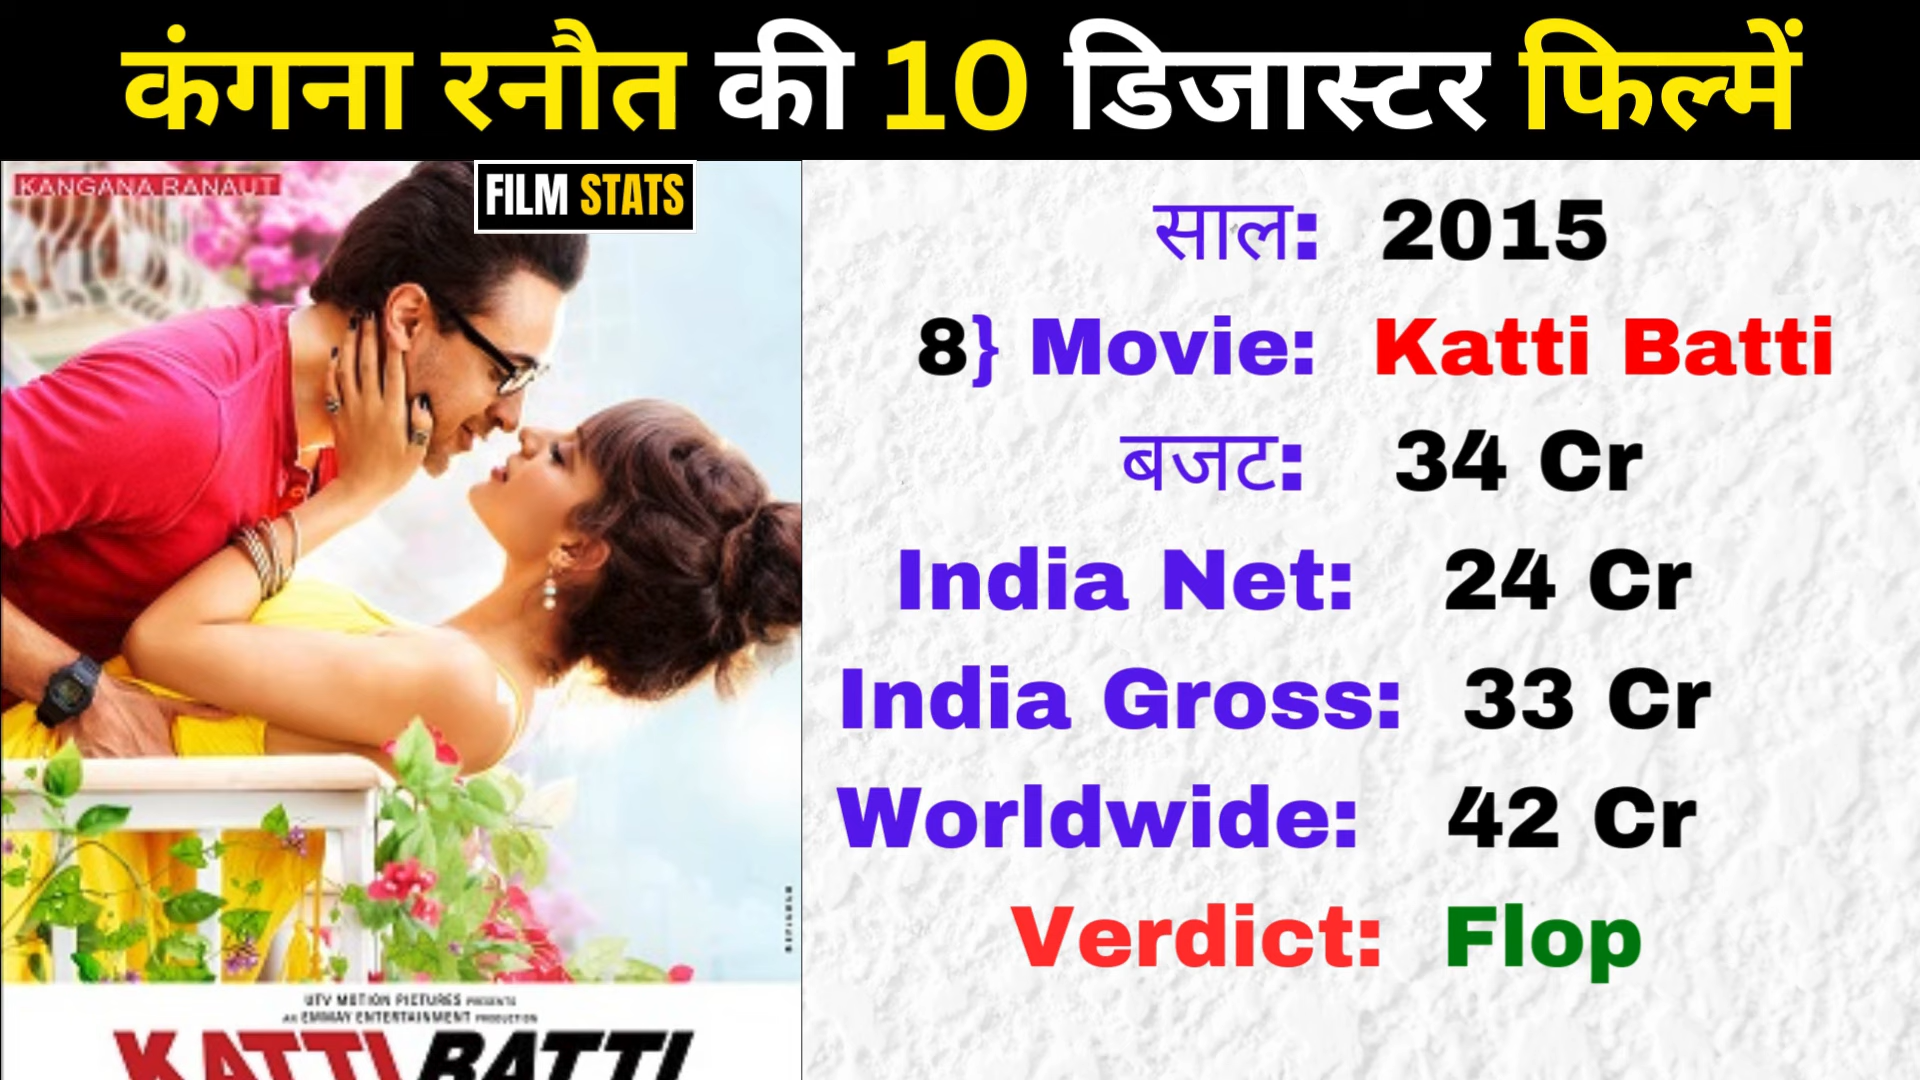 कंगना रनौत की 10 डिजास्टर फिल्में
KANGANA RANAUT
FILM STATS
साल: 2015
8} Movie: Katti Batti
बजट: 34 Cr
India Net: 24 Cr
India Gross: 33 Cr
Worldwide: 42 Cr
Verdict: Flop
UTV MOTION PICTURES PRESENTS
AN EMMAY ENTERTAINMENT PRODUCTION
KATTI BATTI